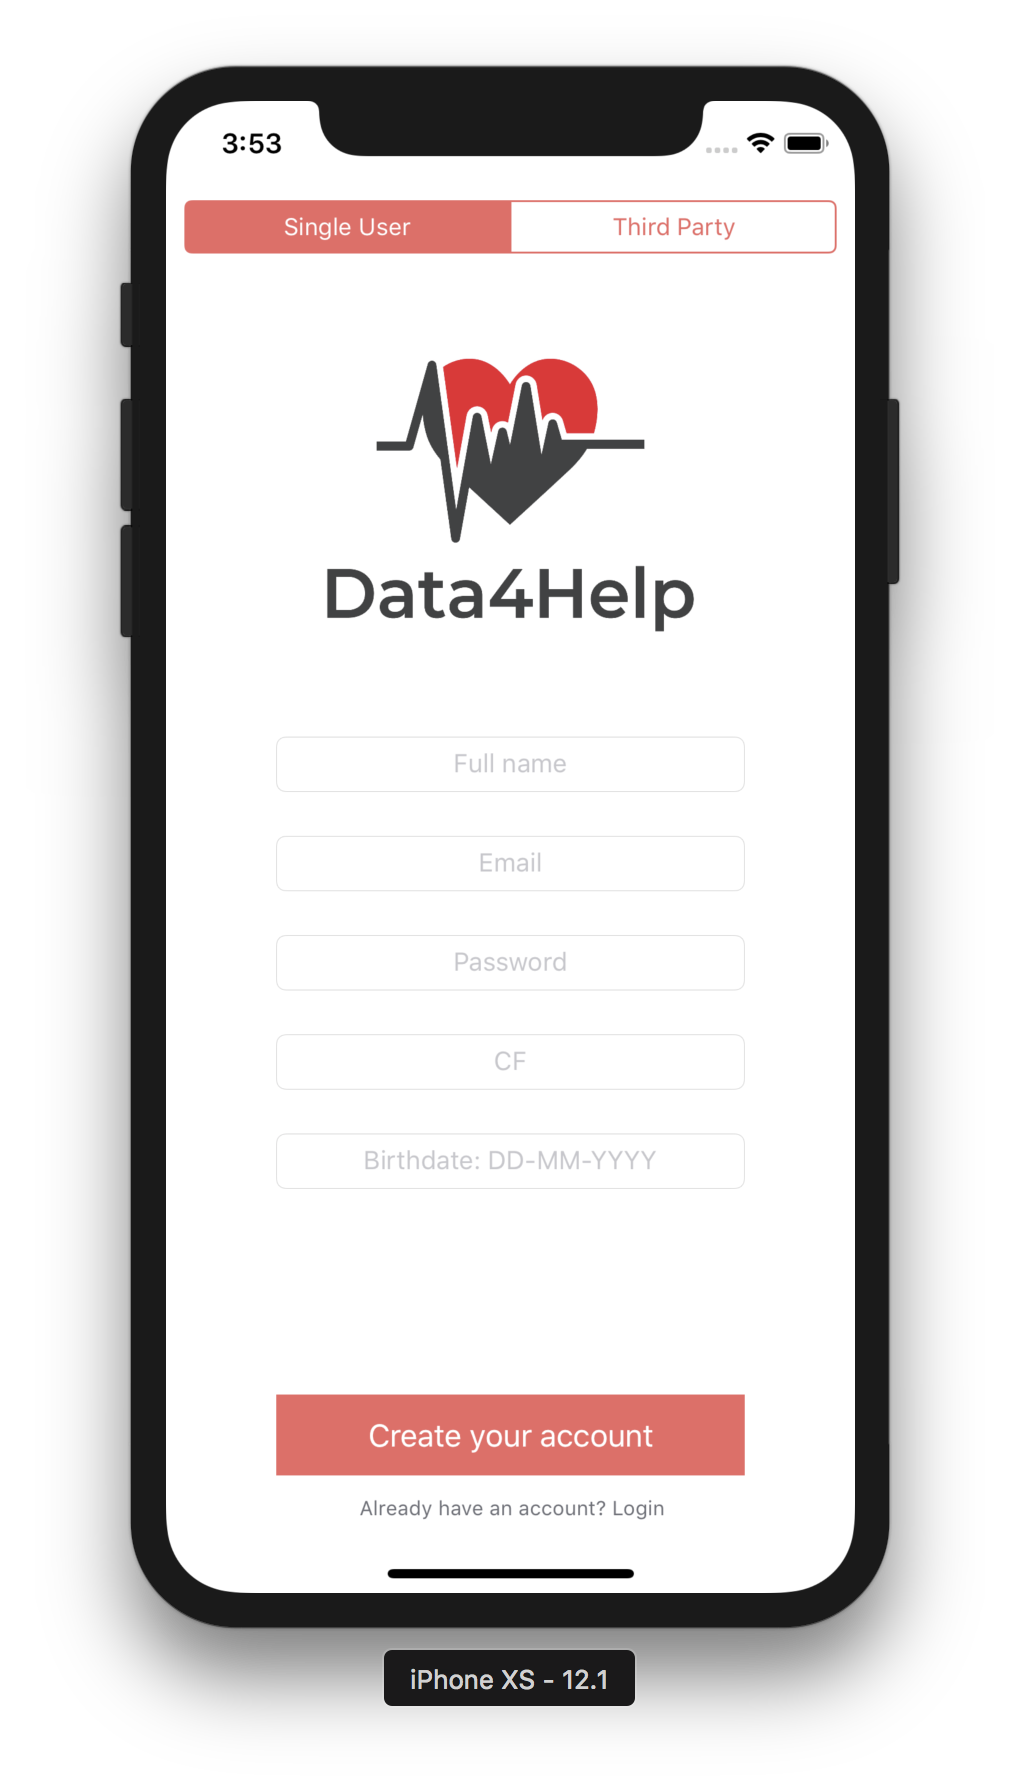 3:53
Single User
Third Party
Data4Help
Full name
Email
Password
CF
Birthdate: DD-MM-YYYY
Create your account
Already have an account? Login
iPhone XS - 12.1